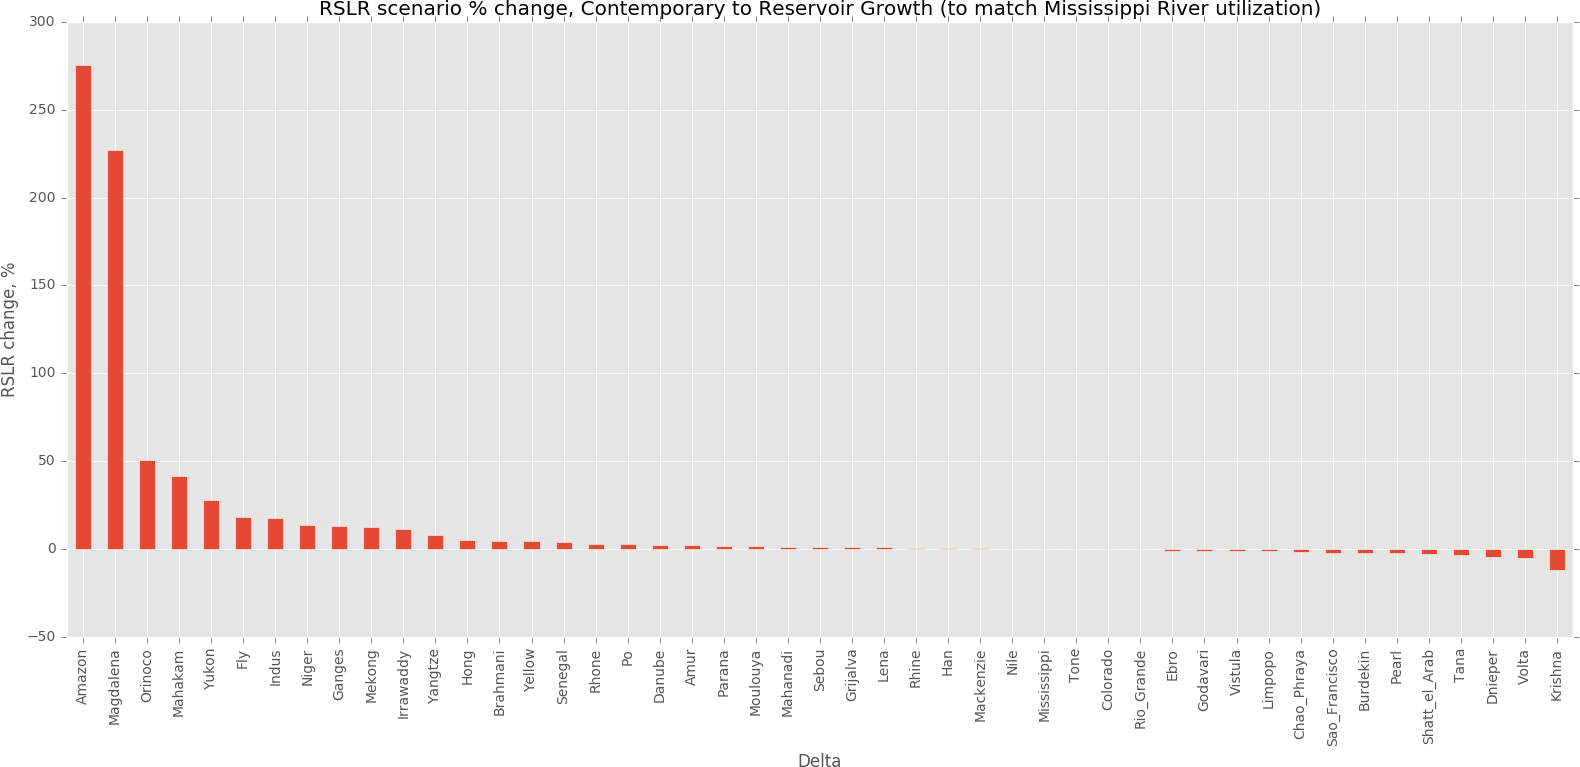 RSLR scenario % change, Contemporary to Reservoir Growth (to match Mississippi River utilization)
300
250
200
150
100
50
0
−50
RSLR change, %
Amazon
Magdalena
Orinoco
Mahakam
Yukon
Fly
Indus
Niger
Ganges
Mekong
Irrawaddy
Yangtze
Hong
Brahmani
Yellow
Senegal
Rhone
Po
Danube
Amur
Parana
Moulouya
Mahanadi
Sebou
Grijalva
Lena
Rhine
Han
Mackenzie
Nile
Mississippi
Tone
Colorado
Rio_Grande
Ebro
Godavari
Vistula
Limpopo
Chao_Phraya
Sao_Francisco
Burdekin
Pearl
Shatt_el_Arab
Tana
Dnieper
Volta
Krishna
Delta